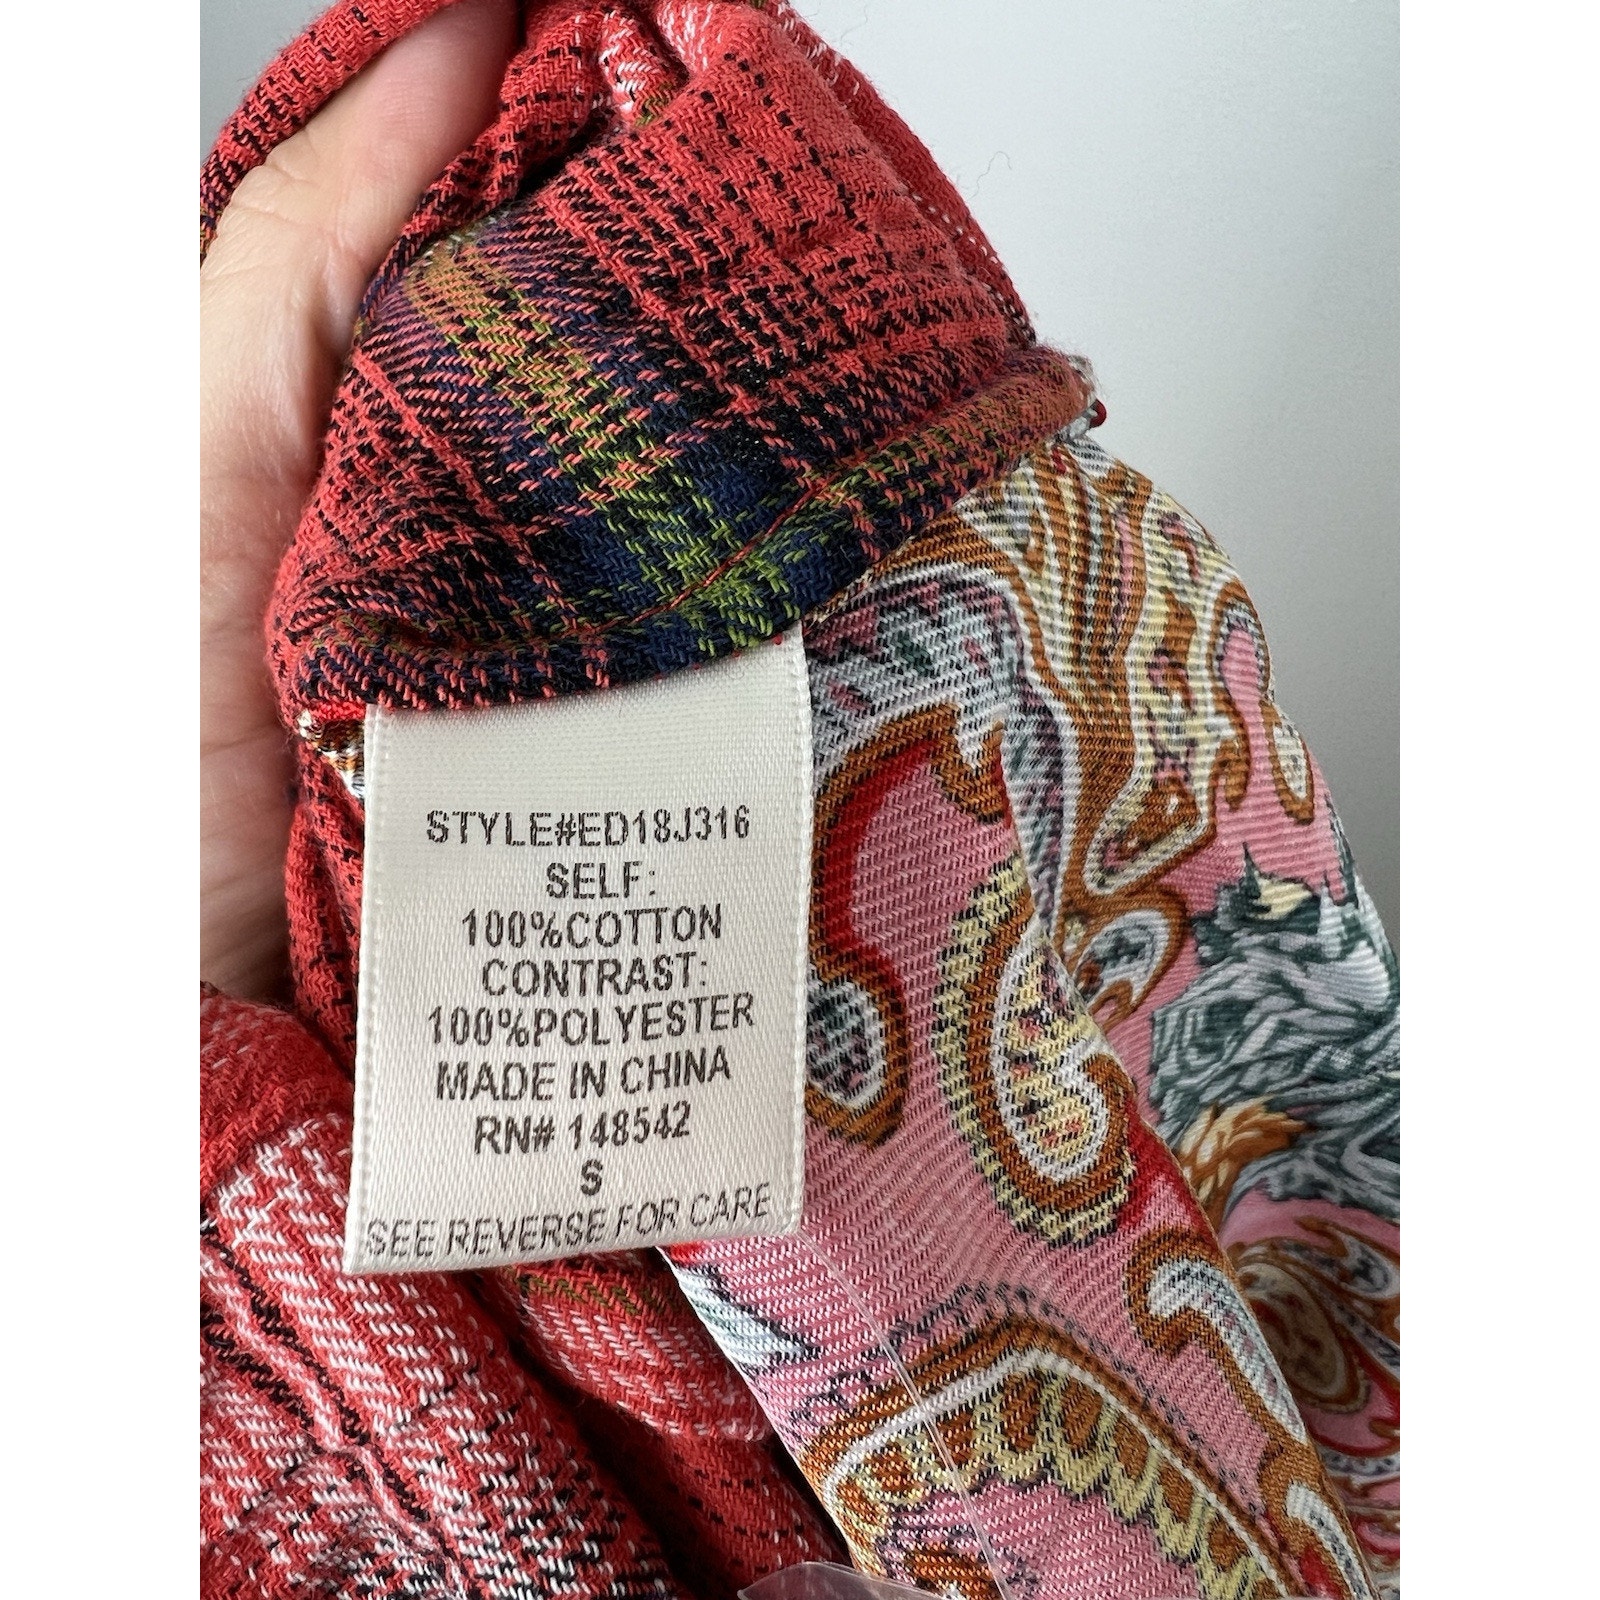 STYLE#ED18J316
SELF:
100%COTTON
CONTRAST:
100%POLYESTER
MADE IN CHINA
RN# 148542
S
SEE REVERSE FOR CARE